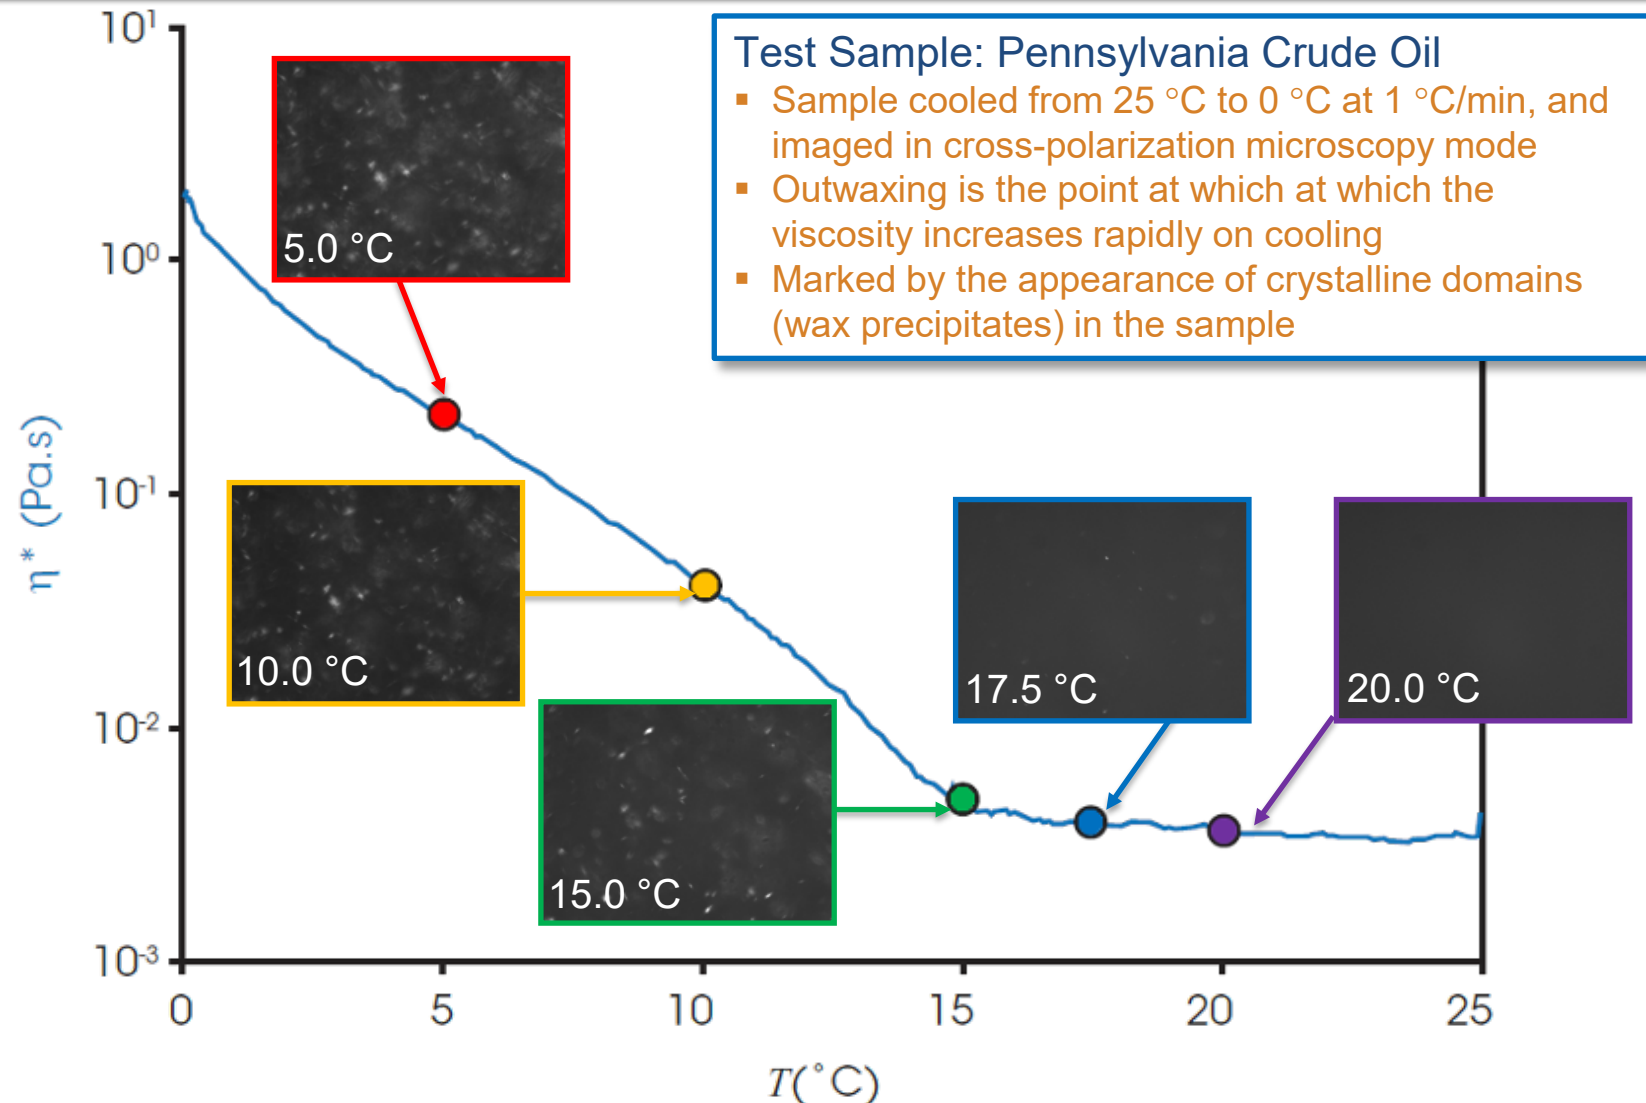 10¹
Test Sample: Pennsylvania Crude Oil
▪ Sample cooled from 25 °C to 0 °C at 1 °C/min, and
imaged in cross-polarization microscopy mode
▪ Outwaxing is the point at which at which the
viscosity increases rapidly on cooling
▪ Marked by the appearance of crystalline domains
(wax precipitates) in the sample
5.0 °C
10⁰
η* (Pa.s)
10⁻¹
10.0 °C
17.5 °C
20.0 °C
10⁻²
15.0 °C
10⁻³
0 5 10 15 20 25
T(°C)